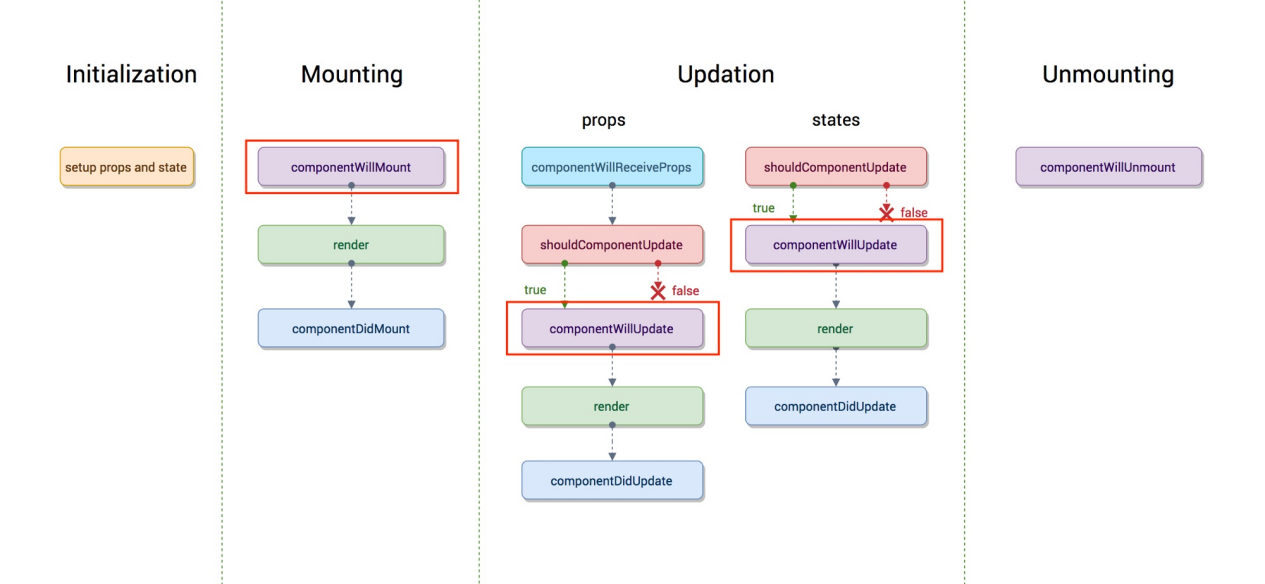 Initialization
setup props and state
Mounting
componentWillMount
render
componentDidMount
Updation
props
componentWillReceiveProps
shouldComponentUpdate
true
false
componentWillUpdate
render
componentDidUpdate
states
shouldComponentUpdate
true
false
componentWillUpdate
render
componentDidUpdate
Unmounting
componentWillUnmount